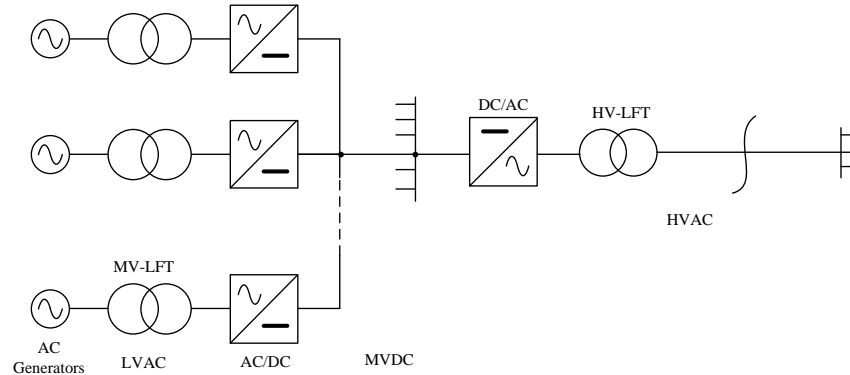 DC/AC
HV-LFT
HVAC
MV-LFT
AC
Generators
LVAC
AC/DC
MVDC